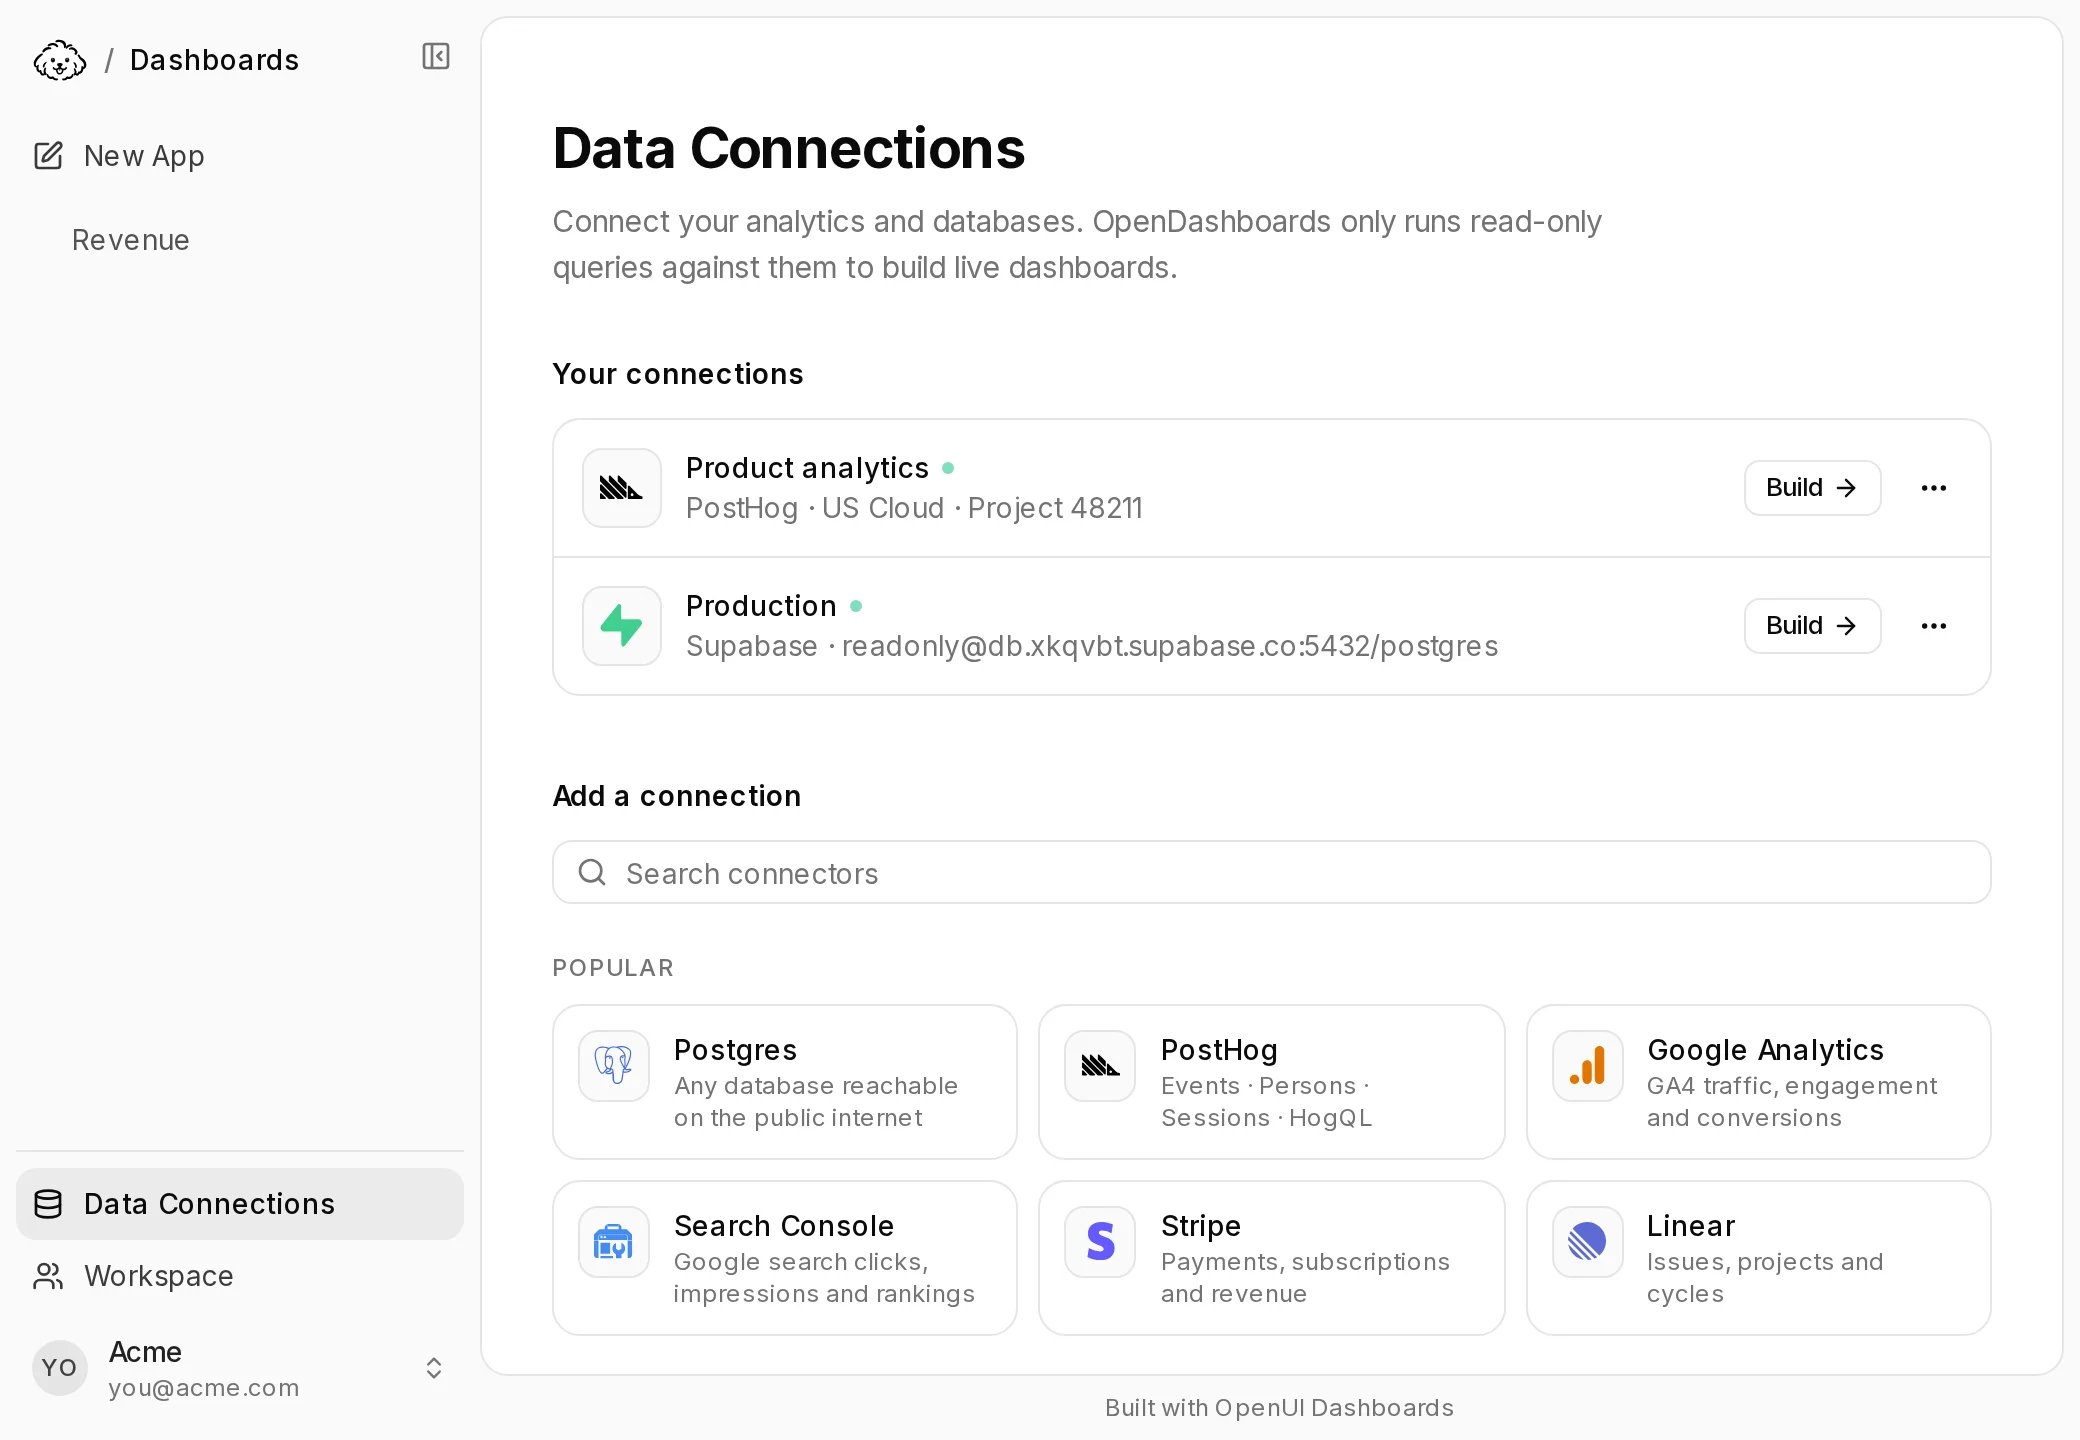 / Dashboards
New App
Revenue
Data Connections
Workspace
YO
Acme
you@acme.com
Data Connections
Connect your analytics and databases. OpenDashboards only runs read-only
queries against them to build live dashboards.
Your connections
Product analytics
PostHog · US Cloud · Project 48211
Build →
Production
Supabase · readonly@db.xkqvbt.supabase.co:5432/postgres
Build →
Add a connection
Search connectors
POPULAR
Postgres
Any database reachable
on the public internet
PostHog
Events · Persons ·
Sessions · HogQL
Google Analytics
GA4 traffic, engagement
and conversions
Search Console
Google search clicks,
impressions and rankings
Stripe
Payments, subscriptions
and revenue
Linear
Issues, projects and
cycles
Built with OpenUI Dashboards